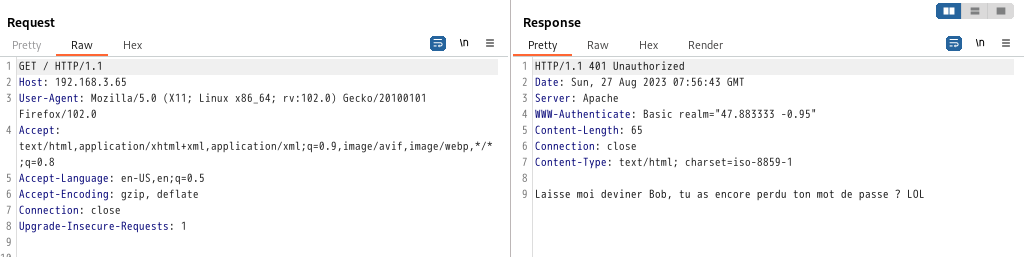 Request
Pretty Raw Hex
\n
1 GET / HTTP/1.1
2 Host: 192.168.3.65
3 User-Agent: Mozilla/5.0 (X11; Linux x86_64; rv:102.0) Gecko/20100101
Firefox/102.0
4 Accept:
text/html,application/xhtml+xml,application/xml;q=0.9,image/avif,image/webp,*/*
;q=0.8
5 Accept-Language: en-US,en;q=0.5
6 Accept-Encoding: gzip, deflate
7 Connection: close
8 Upgrade-Insecure-Requests: 1
9
10
Response
Pretty Raw Hex Render
\n
1 HTTP/1.1 401 Unauthorized
2 Date: Sun, 27 Aug 2023 07:56:43 GMT
3 Server: Apache
4 WWW-Authenticate: Basic realm="47.883333 -0.95"
5 Content-Length: 65
6 Connection: close
7 Content-Type: text/html; charset=iso-8859-1
8
9 Laisse moi deviner Bob, tu as encore perdu ton mot de passe ? LOL